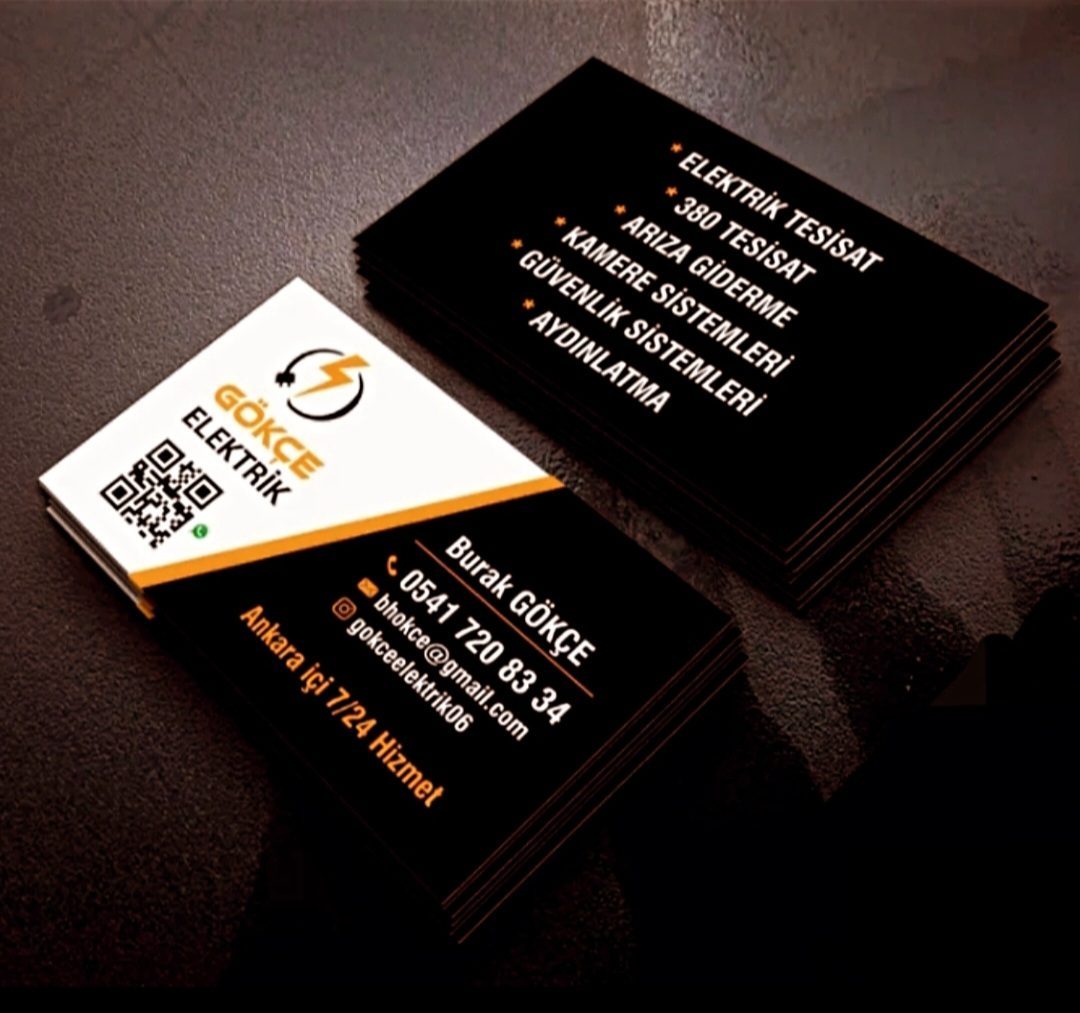 GÖKÇE
ELEKTRİK
Burak GÖKÇE
0541 720 83 34
bhokce@gmail.com
gokceelektrik06
Ankara içi 7/24 Hizmet
* ELEKTRİK TESİSAT
* 380 TESİSAT
* ARIZA GİDERME
* KAMERE SİSTEMLERİ
* GÜVENLİK SİSTEMLERİ
* AYDINLATMA